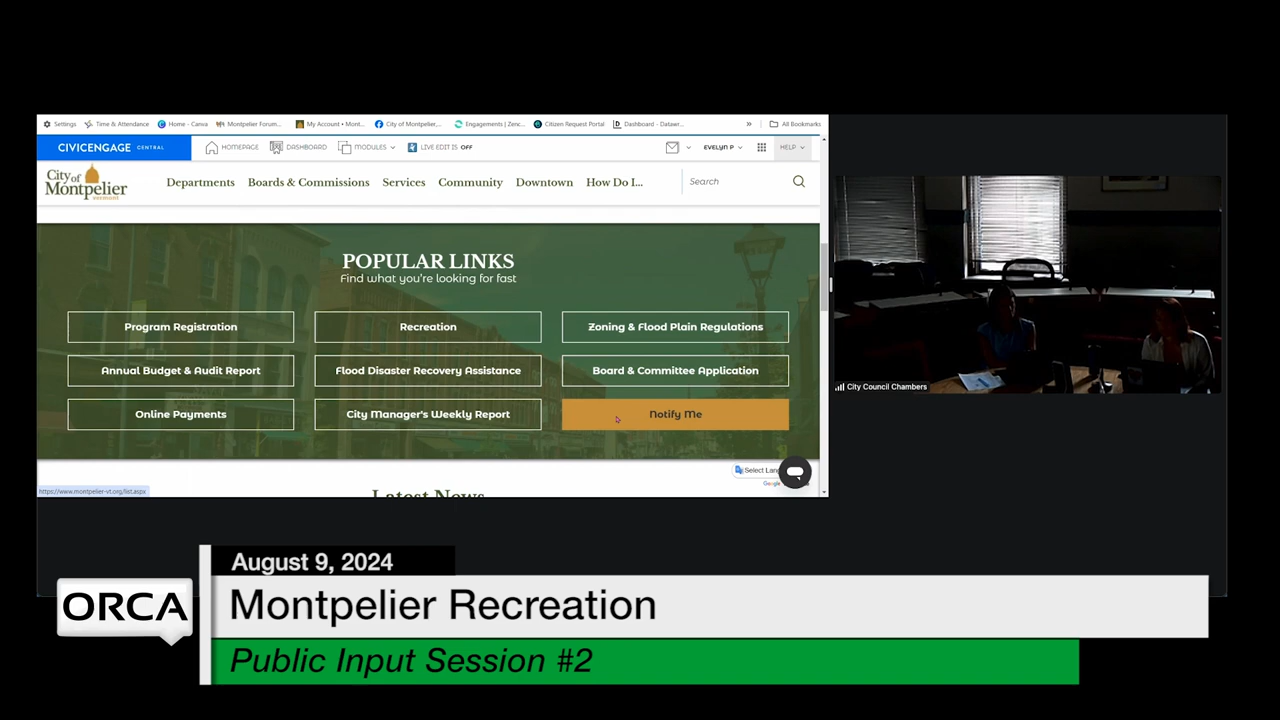 Settings Time & Attendance Home - Canva Montpelier Forum... My Account • Mont... City of Montpelier,... Engagements | Zenc... Citizen Request Portal Dashboard - Datawr... » All Bookmarks
CIVICENGAGE CENTRAL HOMEPAGE DASHBOARD MODULES LIVE EDIT IS OFF EVELYN P HELP
City of
Montpelier
vermont
Departments Boards & Commissions Services Community Downtown How Do I... Search
POPULAR LINKS
Find what you're looking for fast
Program Registration Recreation Zoning & Flood Plain Regulations
Annual Budget & Audit Report Flood Disaster Recovery Assistance Board & Committee Application
Online Payments City Manager's Weekly Report Notify Me
City Council Chambers
Select
https://www.montpelier-vt.org/list.aspx
Latest News
August 9, 2024
ORCA
Montpelier Recreation
Public Input Session #2